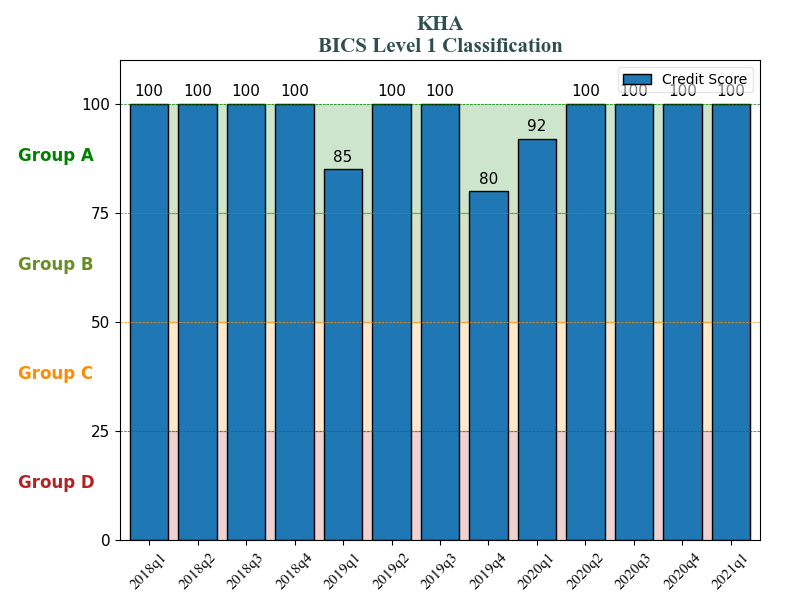 KHA
BICS Level 1 Classification
Credit Score
100 100 100 100 85 100 100 80 92 100 100 100 100
100
Group A
75
Group B
50
Group C
25
Group D
0
2018q1 2018q2 2018q3 2018q4 2019q1 2019q2 2019q3 2019q4 2020q1 2020q2 2020q3 2020q4 2021q1